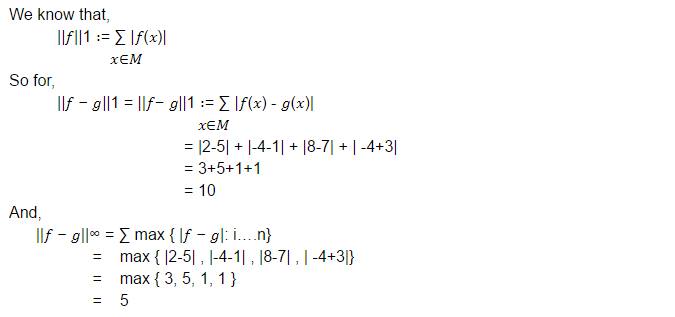 We know that,
||f||1 := ∑ |f(x)|
x∈M
So for,
||f − g||1 = ||f− g||1 := ∑ |f(x) - g(x)|
x∈M
= |2-5| + |-4-1| + |8-7| + | -4+3|
= 3+5+1+1
= 10
And,
||f − g||∞ = ∑ max { |f − g|: i....n}
= max { |2-5| , |-4-1| , |8-7| , | -4+3|}
= max { 3, 5, 1, 1 }
= 5